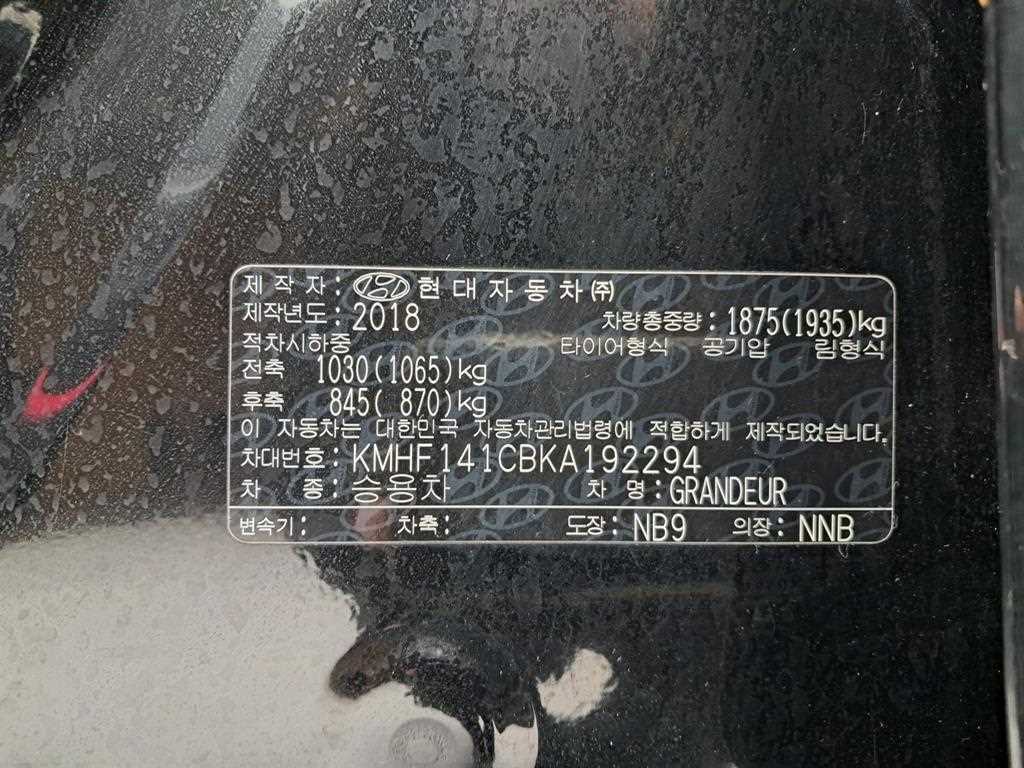 제 작 자 : 현 대 자 동 차 ㈜
제작년도 : 2018 차량총중량 : 1875(1935)kg
적차시하중 타이어형식 공기압 림형식
전축 1030(1065)kg
후축 845( 870)kg
이 자동차는 대한민국 자동차관리법령에 적합하게 제작되었습니다.
차대번호 : KMHF141CBKA192294
차 종 : 승용차 차 명 : GRANDEUR
변속기 : 차축 : 도장 : NB9 의장 : NNB